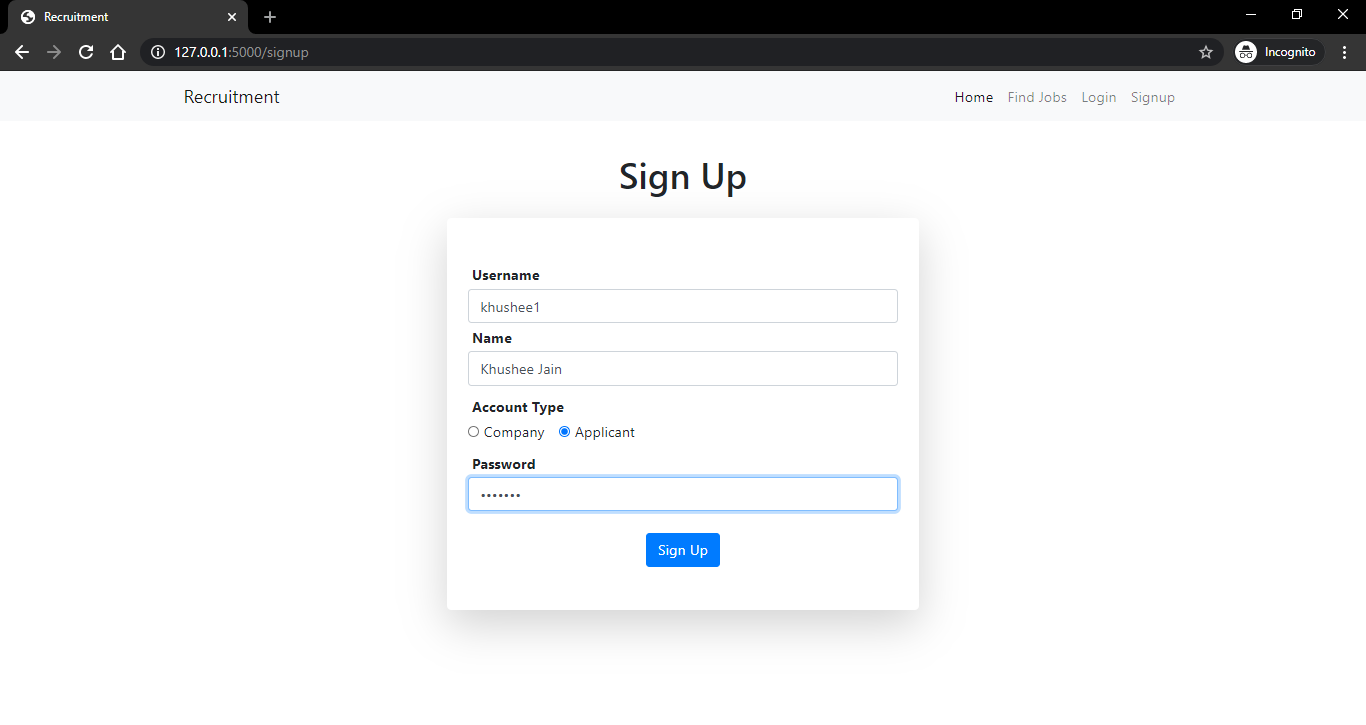 Recruitment
127.0.0.1:5000/signup
Incognito
Recruitment
Home Find Jobs Login Signup
Sign Up
Username
khushee1
Name
Khushee Jain
Account Type
Company Applicant
Password
•••••••
Sign Up